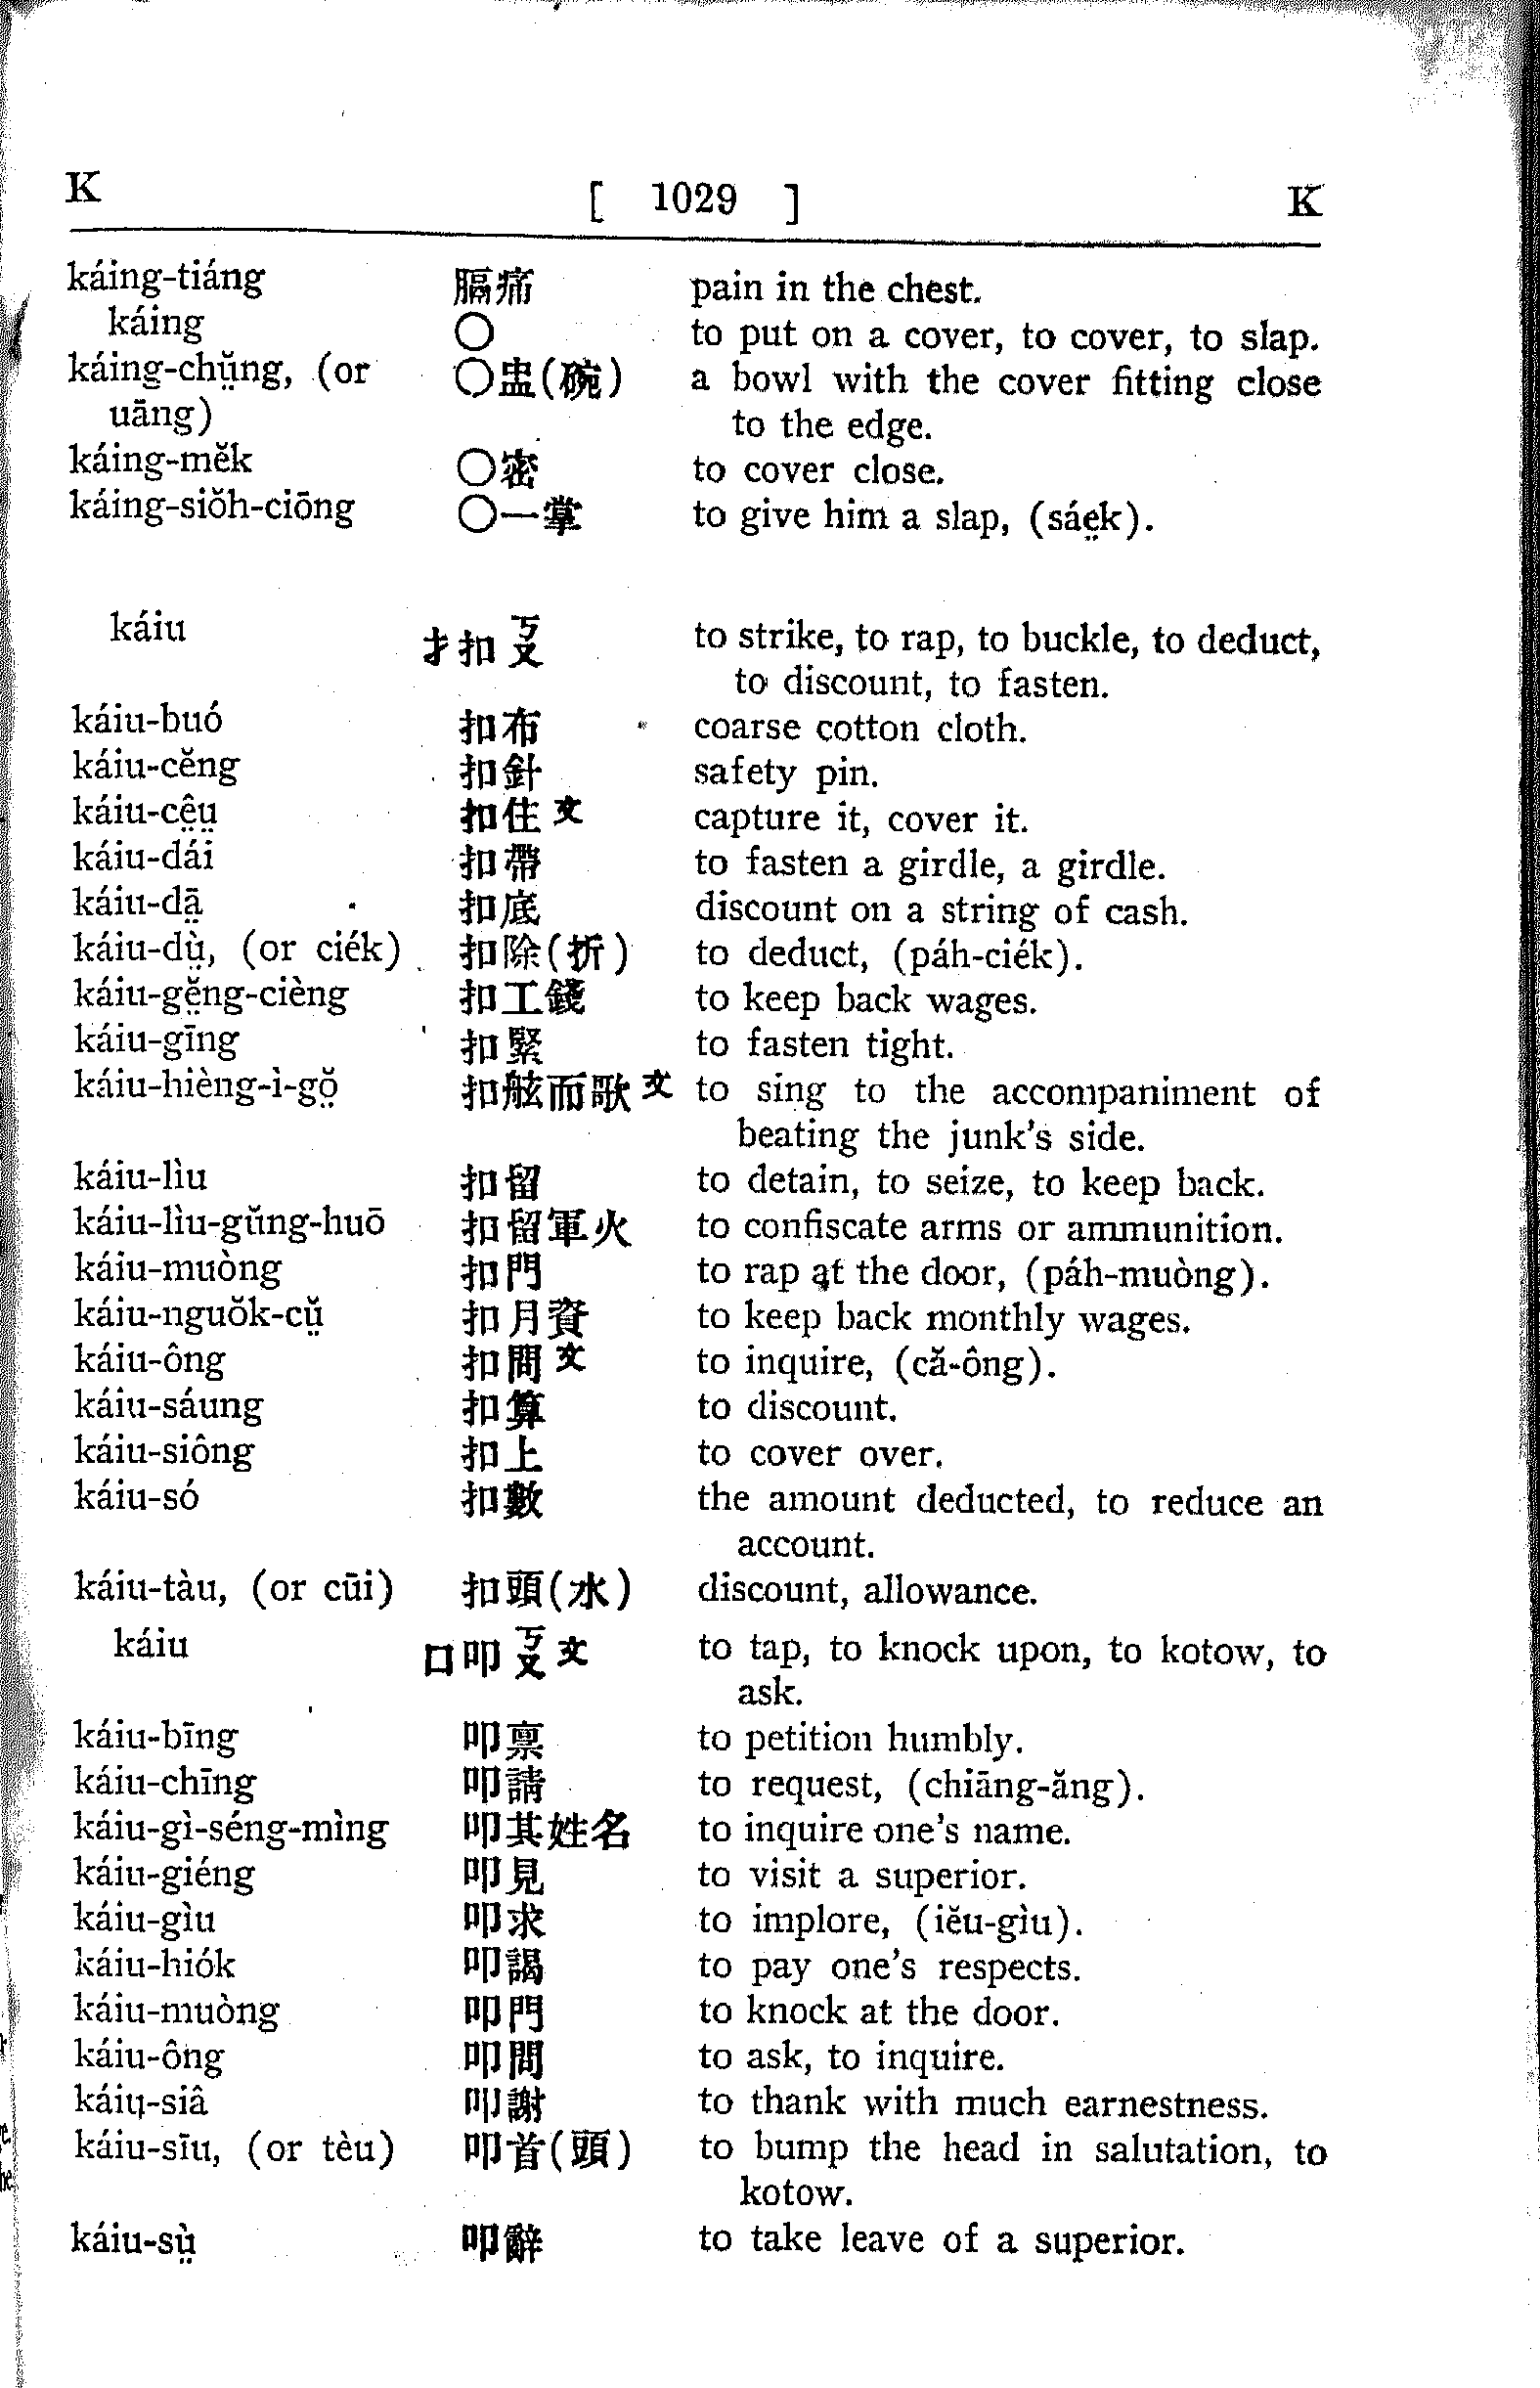 K [ 1029 ] K
káing-tiáng 膈痛 pain in the chest.
káing ○ to put on a cover, to cover, to slap.
káing-chṳ̆ng, (or ○盅(碗) a bowl with the cover fitting close
uāng) to the edge.
káing-mĕk ○密 to cover close.
káing-siŏh-ciōng ○一掌 to give him a slap, (sáe̤k).
káiu 扌扣ㄎㄡ to strike, to rap, to buckle, to deduct,
to discount, to fasten.
káiu-buó 扣布 coarse cotton cloth.
káiu-cĕng 扣針 safety pin.
káiu-cê̤ṳ 扣住文 capture it, cover it.
káiu-dái 扣帶 to fasten a girdle, a girdle.
káiu-dā̤ 扣底 discount on a string of cash.
káiu-dṳ̀, (or ciék) 扣除(折) to deduct, (páh-ciék).
káiu-gĕ̤ng-cièng 扣工錢 to keep back wages.
káiu-gīng 扣緊 to fasten tight.
káiu-hièng-ì-gŏ̤ 扣舷而歌文 to sing to the accompaniment of
beating the junk's side.
káiu-lìu 扣留 to detain, to seize, to keep back.
káiu-lìu-gŭng-huō 扣留軍火 to confiscate arms or ammunition.
káiu-muòng 扣門 to rap at the door, (páh-muòng).
káiu-nguŏk-cṳ̆ 扣月資 to keep back monthly wages.
káiu-ông 扣問文 to inquire, (că-ông).
káiu-sáung 扣算 to discount.
káiu-siông 扣上 to cover over.
káiu-só 扣數 the amount deducted, to reduce an
account.
káiu-tàu, (or cūi) 扣頭(水) discount, allowance.
káiu 口叩ㄎㄡ文 to tap, to knock upon, to kotow, to
ask.
káiu-bīng 叩禀 to petition humbly.
káiu-chīng 叩請 to request, (chiāng-ăng).
káiu-gì-séng-mìng 叩其姓名 to inquire one's name.
káiu-giéng 叩見 to visit a superior.
káiu-gìu 叩求 to implore, (iĕu-gìu).
káiu-hiók 叩謁 to pay one's respects.
káiu-muòng 叩門 to knock at the door.
káiu-ông 叩問 to ask, to inquire.
káiu-siâ 叩謝 to thank with much earnestness.
káiu-sīu, (or tèu) 叩首(頭) to bump the head in salutation, to
kotow.
káiu-sṳ̀ 叩辭 to take leave of a superior.